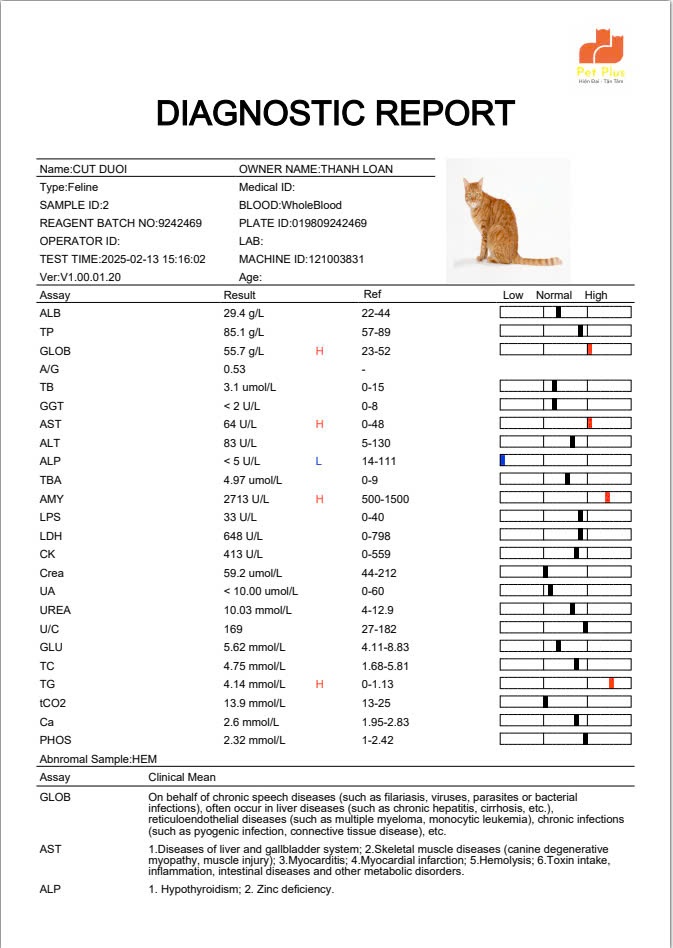 Pet Plus
Hiện Đại - Tận Tâm
DIAGNOSTIC REPORT
Name:CUT DUOI OWNER NAME:THANH LOAN
Type:Feline Medical ID:
SAMPLE ID:2 BLOOD:WholeBlood
REAGENT BATCH NO:9242469 PLATE ID:019809242469
OPERATOR ID: LAB:
TEST TIME:2025-02-13 15:16:02 MACHINE ID:121003831
Ver:V1.00.01.20 Age:
Assay Result Ref Low Normal High
ALB 29.4 g/L 22-44
TP 85.1 g/L 57-89
GLOB 55.7 g/L H 23-52
A/G 0.53 -
TB 3.1 umol/L 0-15
GGT < 2 U/L 0-8
AST 64 U/L H 0-48
ALT 83 U/L 5-130
ALP < 5 U/L L 14-111
TBA 4.97 umol/L 0-9
AMY 2713 U/L H 500-1500
LPS 33 U/L 0-40
LDH 648 U/L 0-798
CK 413 U/L 0-559
Crea 59.2 umol/L 44-212
UA < 10.00 umol/L 0-60
UREA 10.03 mmol/L 4-12.9
U/C 169 27-182
GLU 5.62 mmol/L 4.11-8.83
TC 4.75 mmol/L 1.68-5.81
TG 4.14 mmol/L H 0-1.13
tCO2 13.9 mmol/L 13-25
Ca 2.6 mmol/L 1.95-2.83
PHOS 2.32 mmol/L 1-2.42
Abnromal Sample:HEM
Assay Clinical Mean
GLOB On behalf of chronic speech diseases (such as filariasis, viruses, parasites or bacterial
infections), often occur in liver diseases (such as chronic hepatitis, cirrhosis, etc.),
reticuloendothelial diseases (such as multiple myeloma, monocytic leukemia), chronic infections
(such as pyogenic infection, connective tissue disease), etc.
AST 1.Diseases of liver and gallbladder system; 2.Skeletal muscle diseases (canine degenerative
myopathy, muscle injury); 3.Myocarditis; 4.Myocardial infarction; 5.Hemolysis; 6.Toxin intake,
inflammation, intestinal diseases and other metabolic disorders.
ALP 1. Hypothyroidism; 2. Zinc deficiency.